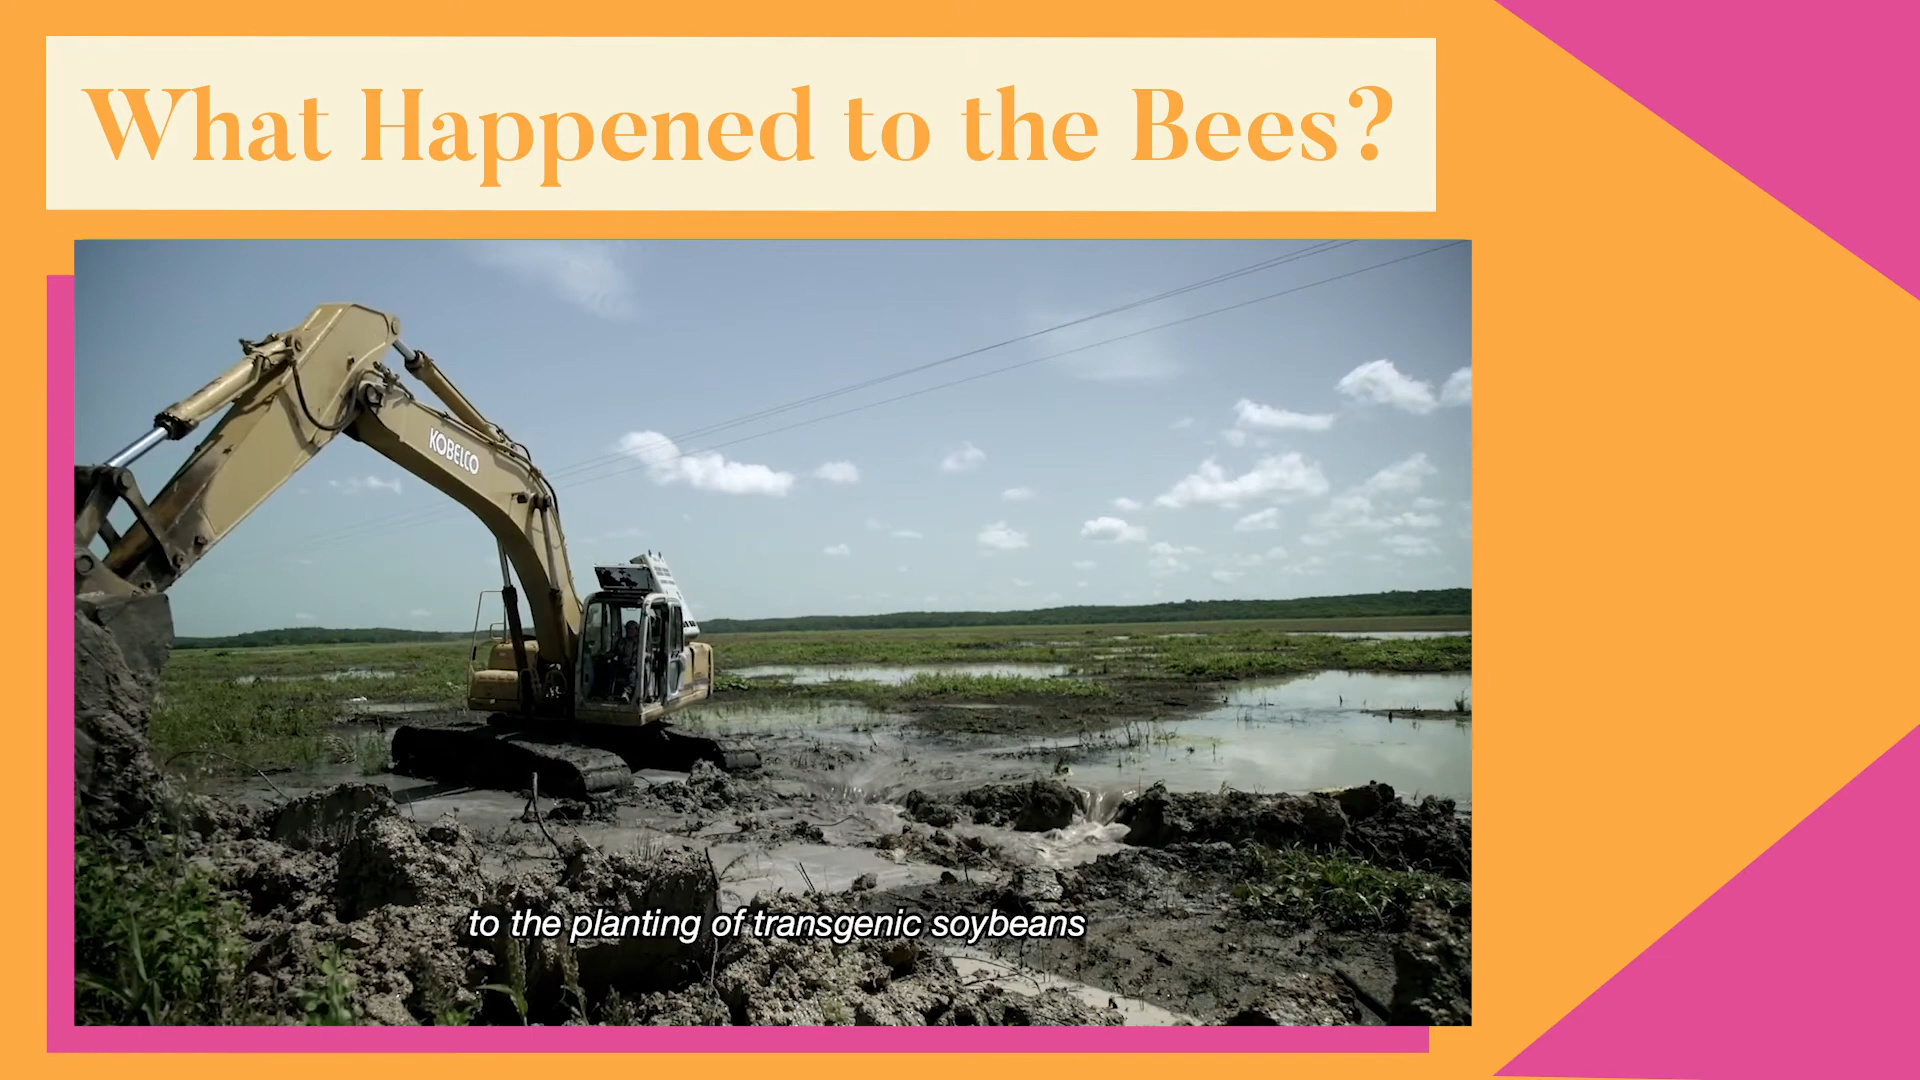 What Happened to the Bees?
KOBELCO
to the planting of transgenic soybeans